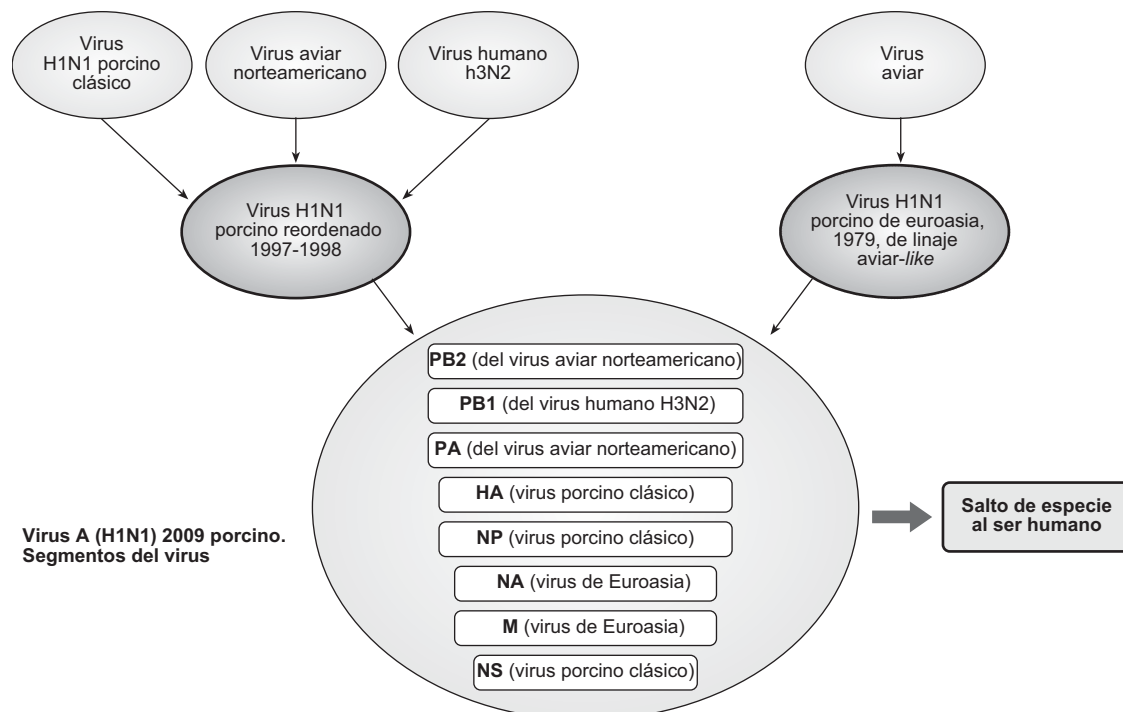 Virus
H1N1 porcino
clásico
Virus aviar
norteamericano
Virus humano
h3N2
Virus
aviar
Virus H1N1
porcino reordenado
1997-1998
Virus H1N1
porcino de euroasia,
1979, de linaje
aviar-like
PB2 (del virus aviar norteamericano)
PB1 (del virus humano H3N2)
PA (del virus aviar norteamericano)
HA (virus porcino clásico)
NP (virus porcino clásico)
NA (virus de Euroasia)
M (virus de Euroasia)
NS (virus porcino clásico)
Virus A (H1N1) 2009 porcino.
Segmentos del virus
Salto de especie
al ser humano